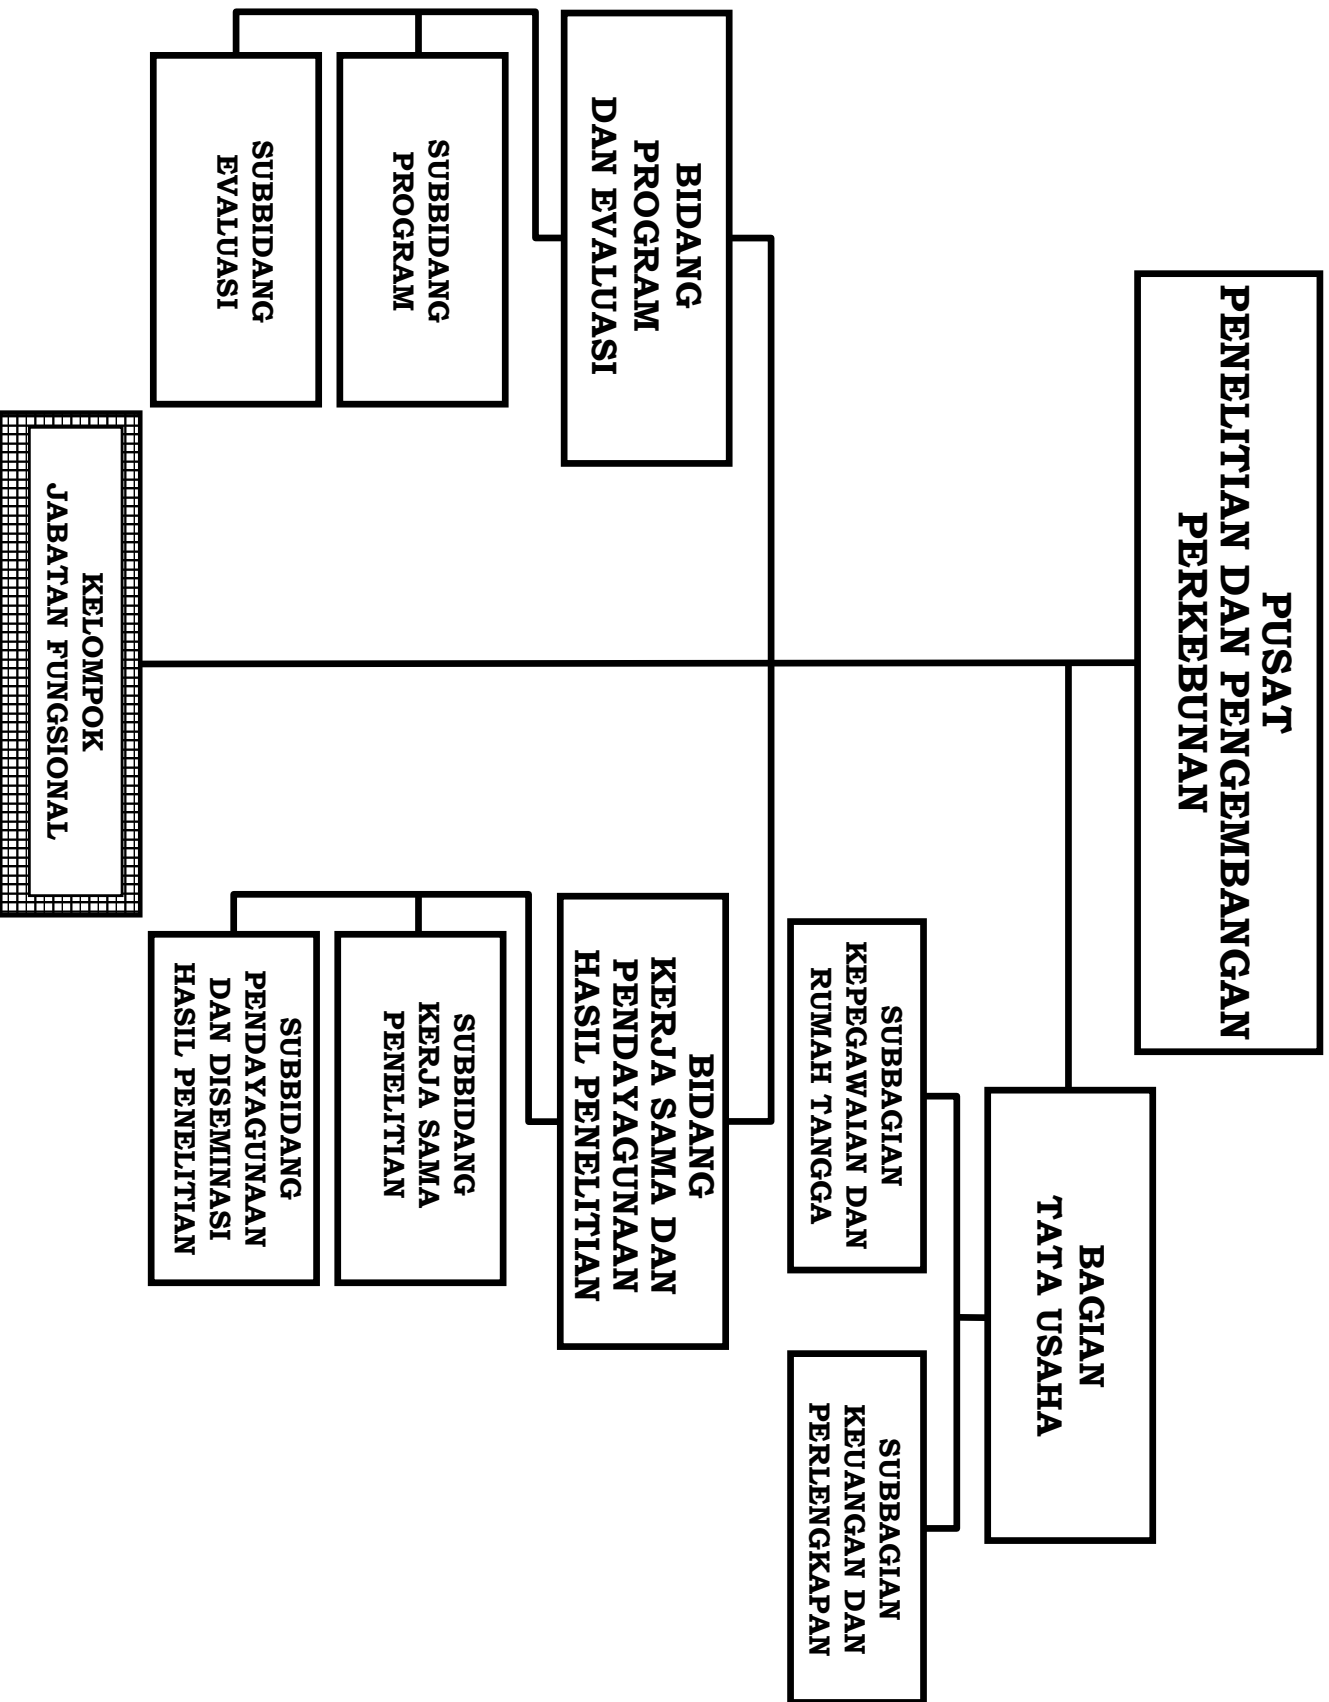 PUSAT
PENELITIAN DAN PENGEMBANGAN
PERKEBUNAN
BAGIAN
TATA USAHA
SUBBAGIAN
KEPEGAWAIAN DAN
RUMAH TANGGA
SUBBAGIAN
KEUANGAN DAN
PERLENGKAPAN
BIDANG
PROGRAM
DAN EVALUASI
BIDANG
KERJA SAMA DAN
PENDAYAGUNAAN
HASIL PENELITIAN
SUBBIDANG
PROGRAM
SUBBIDANG
EVALUASI
SUBBIDANG
KERJA SAMA
PENELITIAN
SUBBIDANG
PENDAYAGUNAAN
DAN DISEMINASI
HASIL PENELITIAN
KELOMPOK
JABATAN FUNGSIONAL